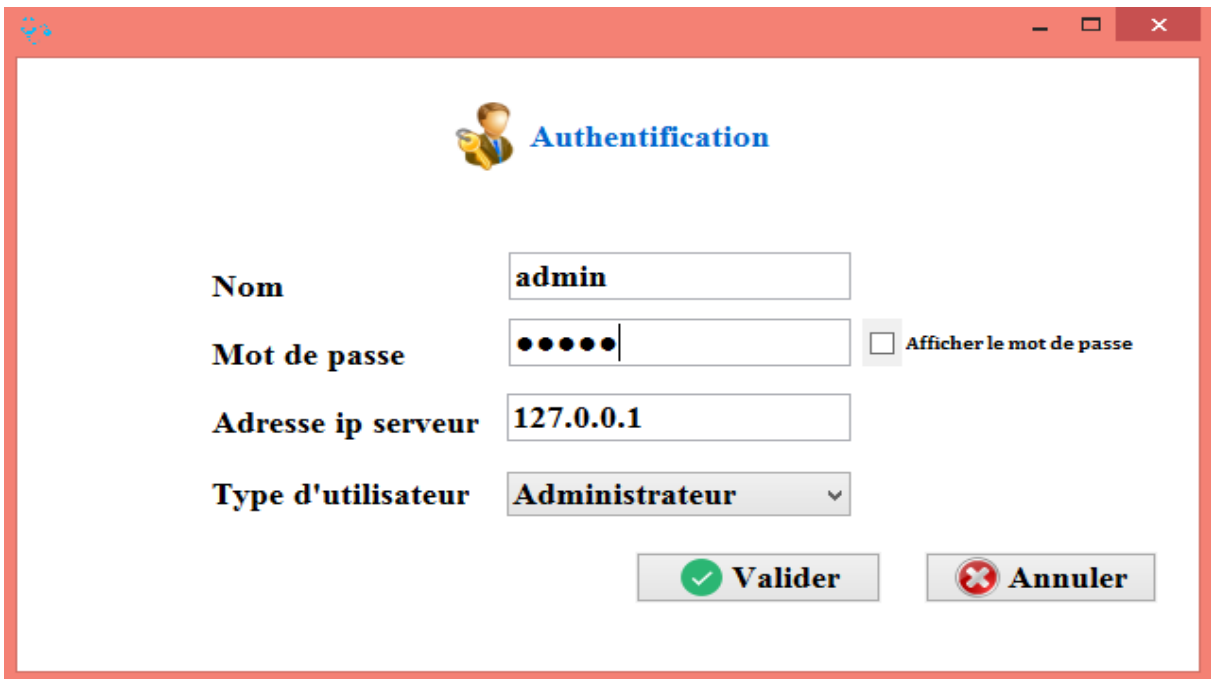 Authentification
Nom
admin
Mot de passe
●●●●●
Afficher le mot de passe
Adresse ip serveur
127.0.0.1
Type d'utilisateur
Administrateur
Valider
Annuler